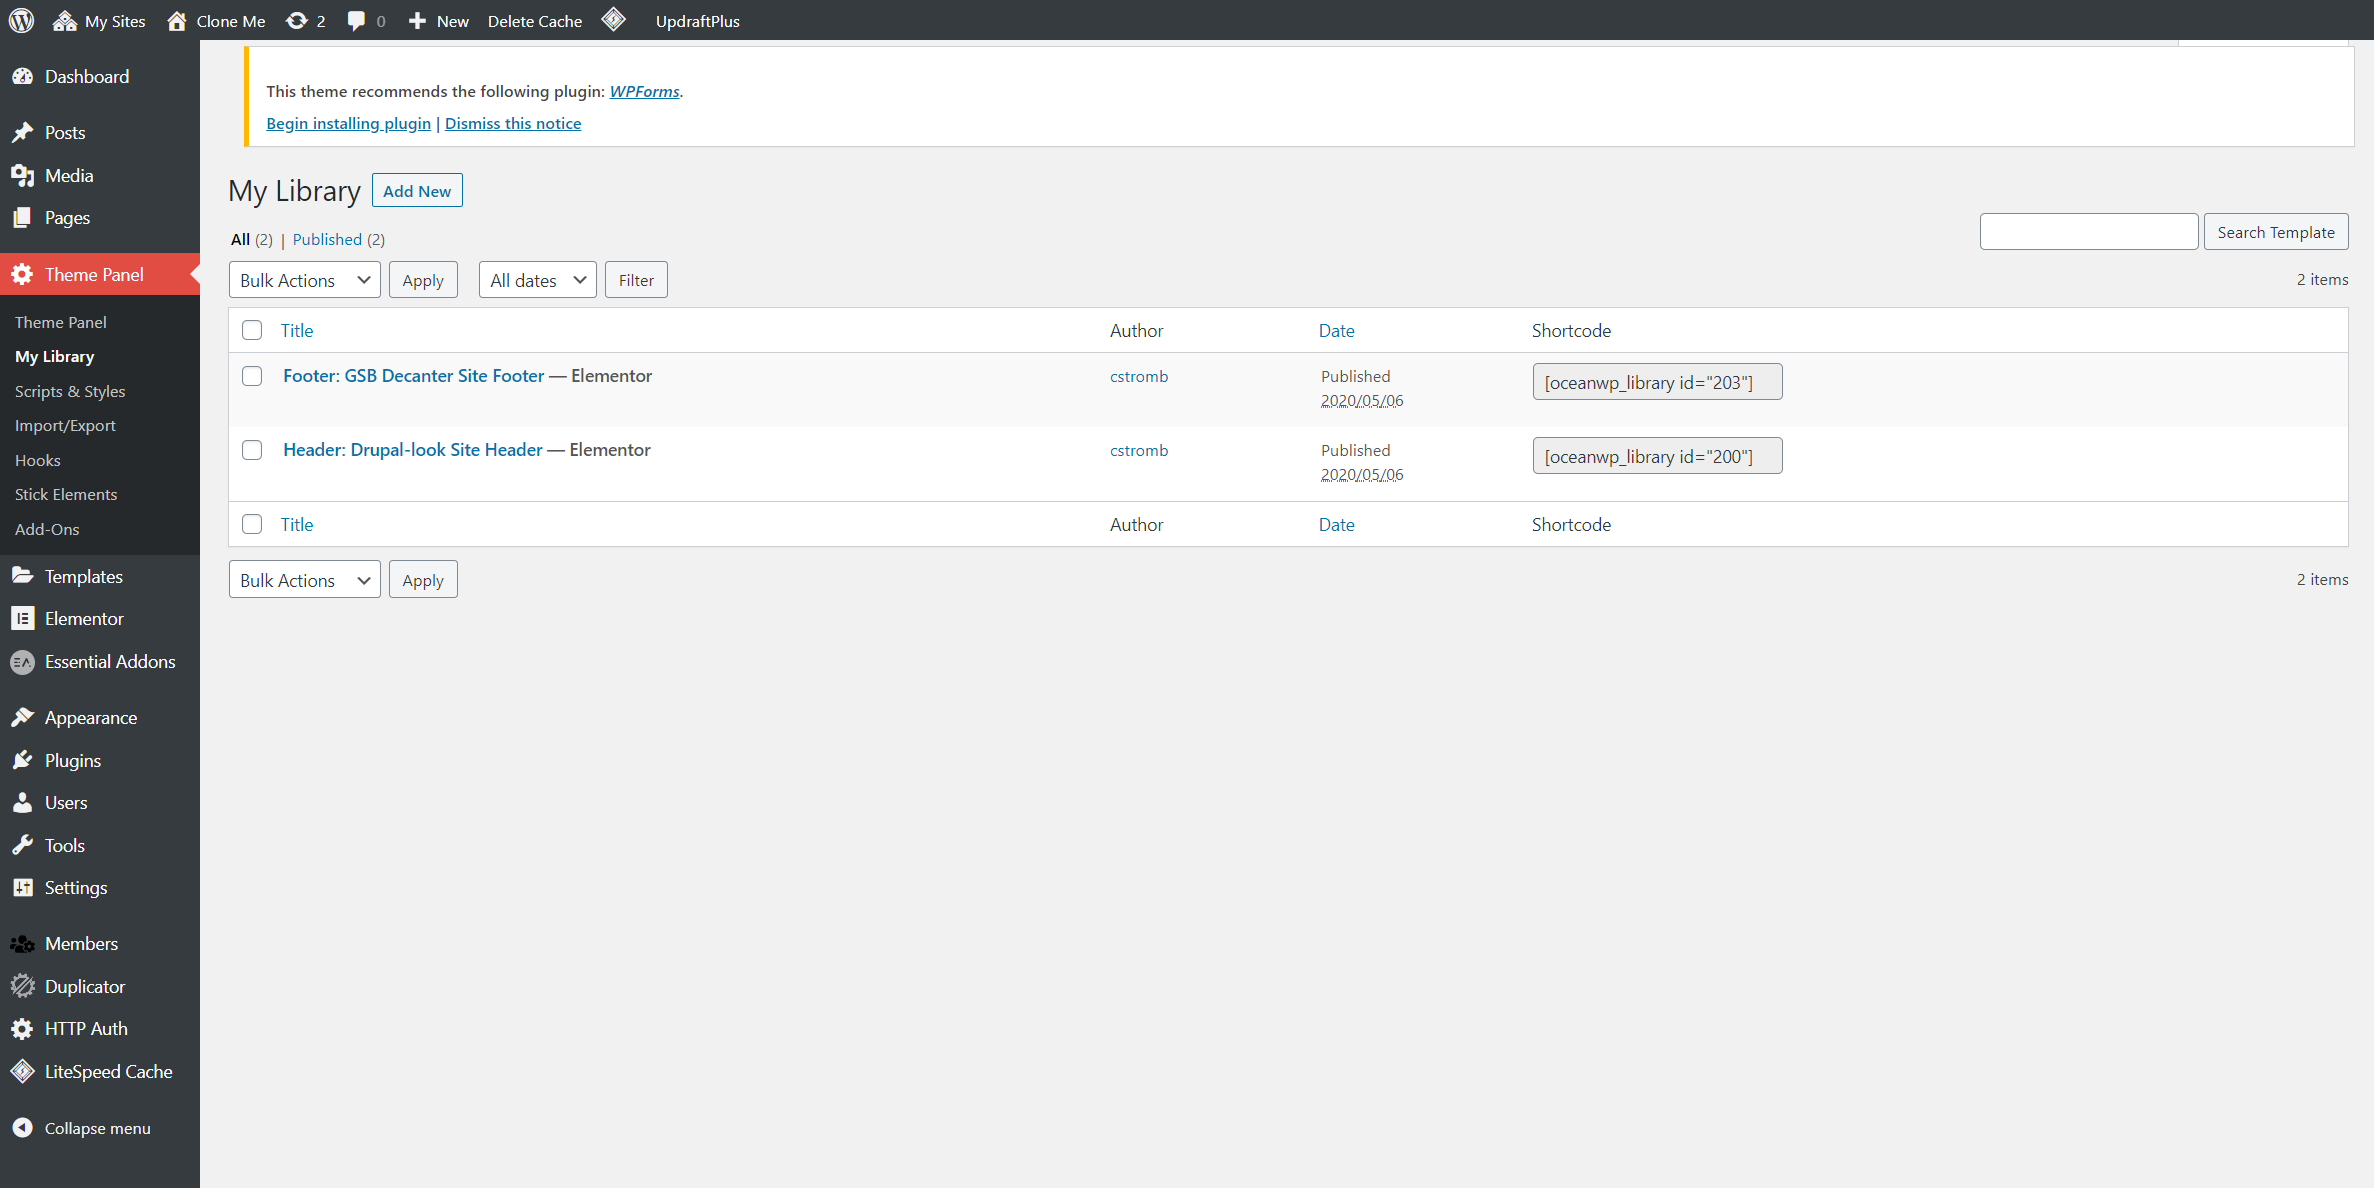 My Sites Clone Me 2 0 New Delete Cache UpdraftPlus
Dashboard
Posts
Media
Pages
Theme Panel
Theme Panel
My Library
Scripts & Styles
Import/Export
Hooks
Stick Elements
Add-Ons
Templates
Elementor
Essential Addons
Appearance
Plugins
Users
Tools
Settings
Members
Duplicator
HTTP Auth
LiteSpeed Cache
Collapse menu
This theme recommends the following plugin: WPForms.
Begin installing plugin | Dismiss this notice
My Library Add New
All (2) | Published (2)
Search Template
Bulk Actions Apply All dates Filter 2 items
Title Author Date Shortcode
Footer: GSB Decanter Site Footer — Elementor cstromb Published [oceanwp_library id="203"]
2020/05/06
Header: Drupal-look Site Header — Elementor cstromb Published [oceanwp_library id="200"]
2020/05/06
Title Author Date Shortcode
Bulk Actions Apply 2 items